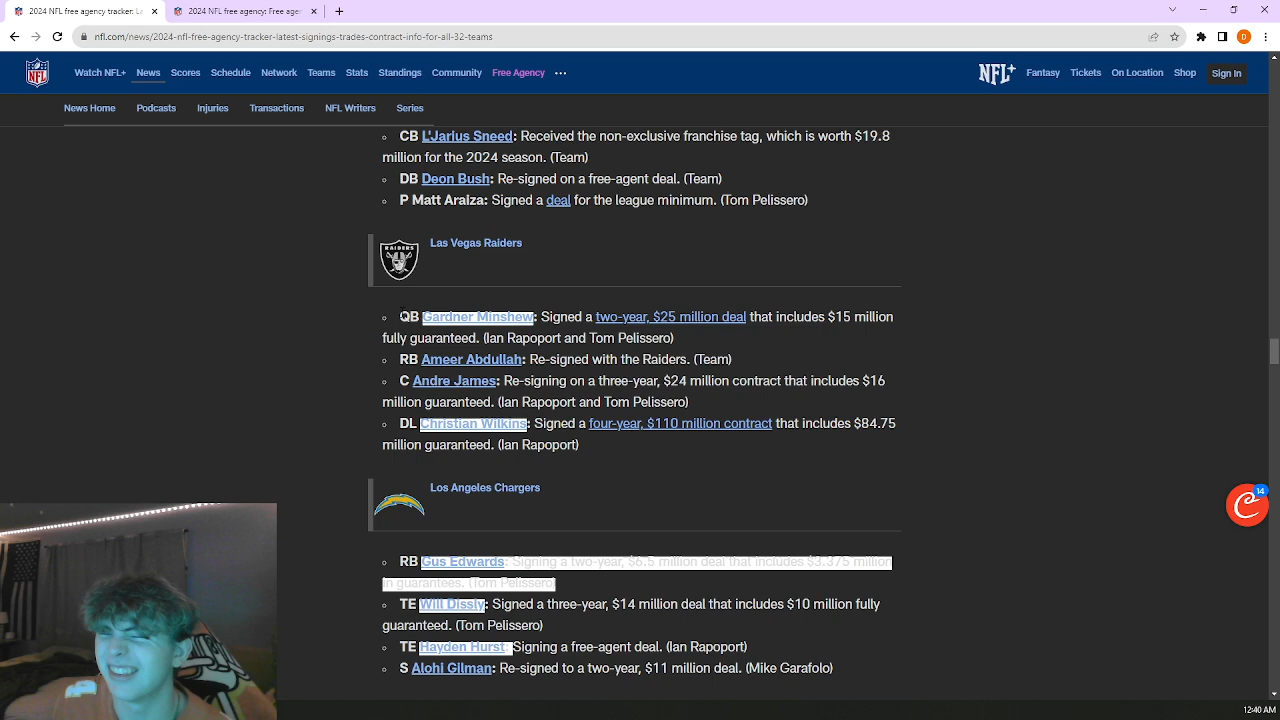 2024 NFL free agency tracker: La
2024 NFL free agency: Free age
nfl.com/news/2024-nfl-free-agency-tracker-latest-signings-trades-contract-info-for-all-32-teams
D
NFL
Watch NFL+ News Scores Schedule Network Teams Stats Standings Community Free Agency
NFL+ Fantasy Tickets On Location Shop Sign In
News Home Podcasts Injuries Transactions NFL Writers Series
CB L'Jarius Sneed: Received the non-exclusive franchise tag, which is worth $19.8
million for the 2024 season. (Team)
DB Deon Bush: Re-signed on a free-agent deal. (Team)
P Matt Araiza: Signed a deal for the league minimum. (Tom Pelissero)
RAIDERS
Las Vegas Raiders
QB Gardner Minshew: Signed a two-year, $25 million deal that includes $15 million
fully guaranteed. (Ian Rapoport and Tom Pelissero)
RB Ameer Abdullah: Re-signed with the Raiders. (Team)
C Andre James: Re-signing on a three-year, $24 million contract that includes $16
million guaranteed. (Ian Rapoport and Tom Pelissero)
DL Christian Wilkins: Signed a four-year, $110 million contract that includes $84.75
million guaranteed. (Ian Rapoport)
14
Los Angeles Chargers
RB Gus Edwards: Signing a two-year, $6.5 million deal that includes $3.375 million
in guarantees. (Tom Pelissero)
TE Will Dissly: Signed a three-year, $14 million deal that includes $10 million fully
guaranteed. (Tom Pelissero)
TE Hayden Hurst: Signing a free-agent deal. (Ian Rapoport)
S Alohi Gilman: Re-signed to a two-year, $11 million deal. (Mike Garafolo)
12:40 AM